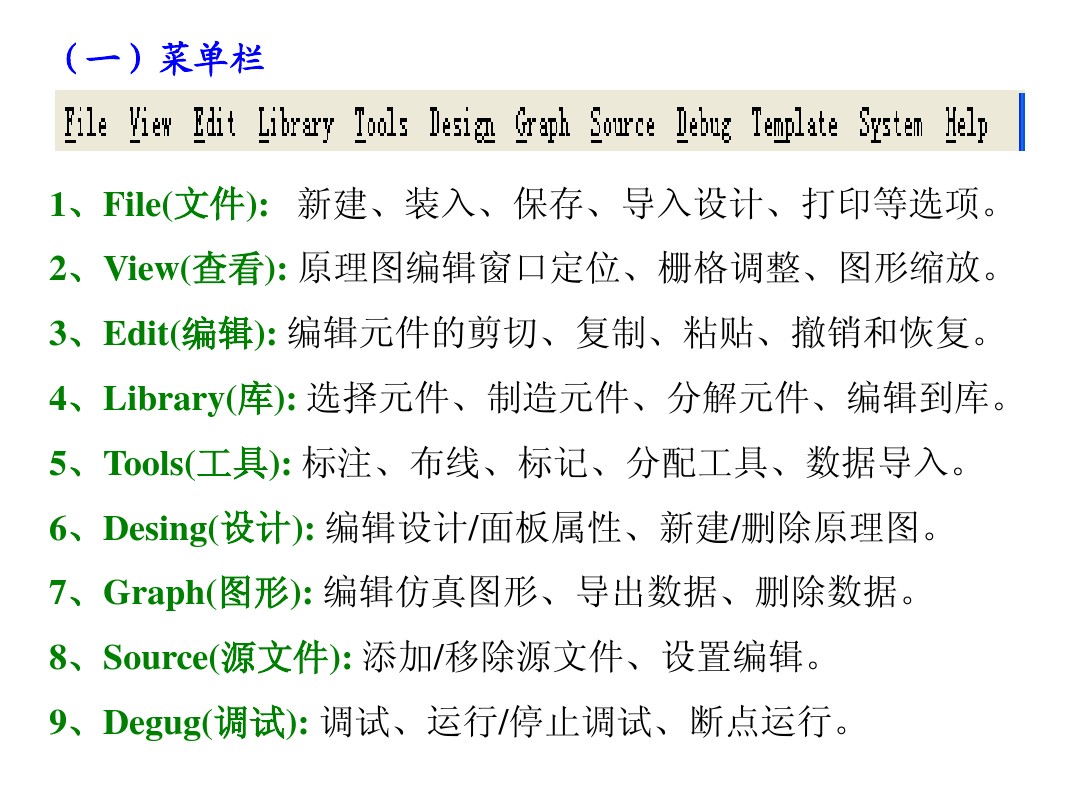 （一）菜单栏
File View Edit Library Tools Design Graph Source Debug Template System Help
1、File(文件): 新建、装入、保存、导入设计、打印等选项。
2、View(查看): 原理图编辑窗口定位、栅格调整、图形缩放。
3、Edit(编辑): 编辑元件的剪切、复制、粘贴、撤销和恢复。
4、Library(库): 选择元件、制造元件、分解元件、编辑到库。
5、Tools(工具): 标注、布线、标记、分配工具、数据导入。
6、Desing(设计): 编辑设计/面板属性、新建/删除原理图。
7、Graph(图形): 编辑仿真图形、导出数据、删除数据。
8、Source(源文件): 添加/移除源文件、设置编辑。
9、Degug(调试): 调试、运行/停止调试、断点运行。